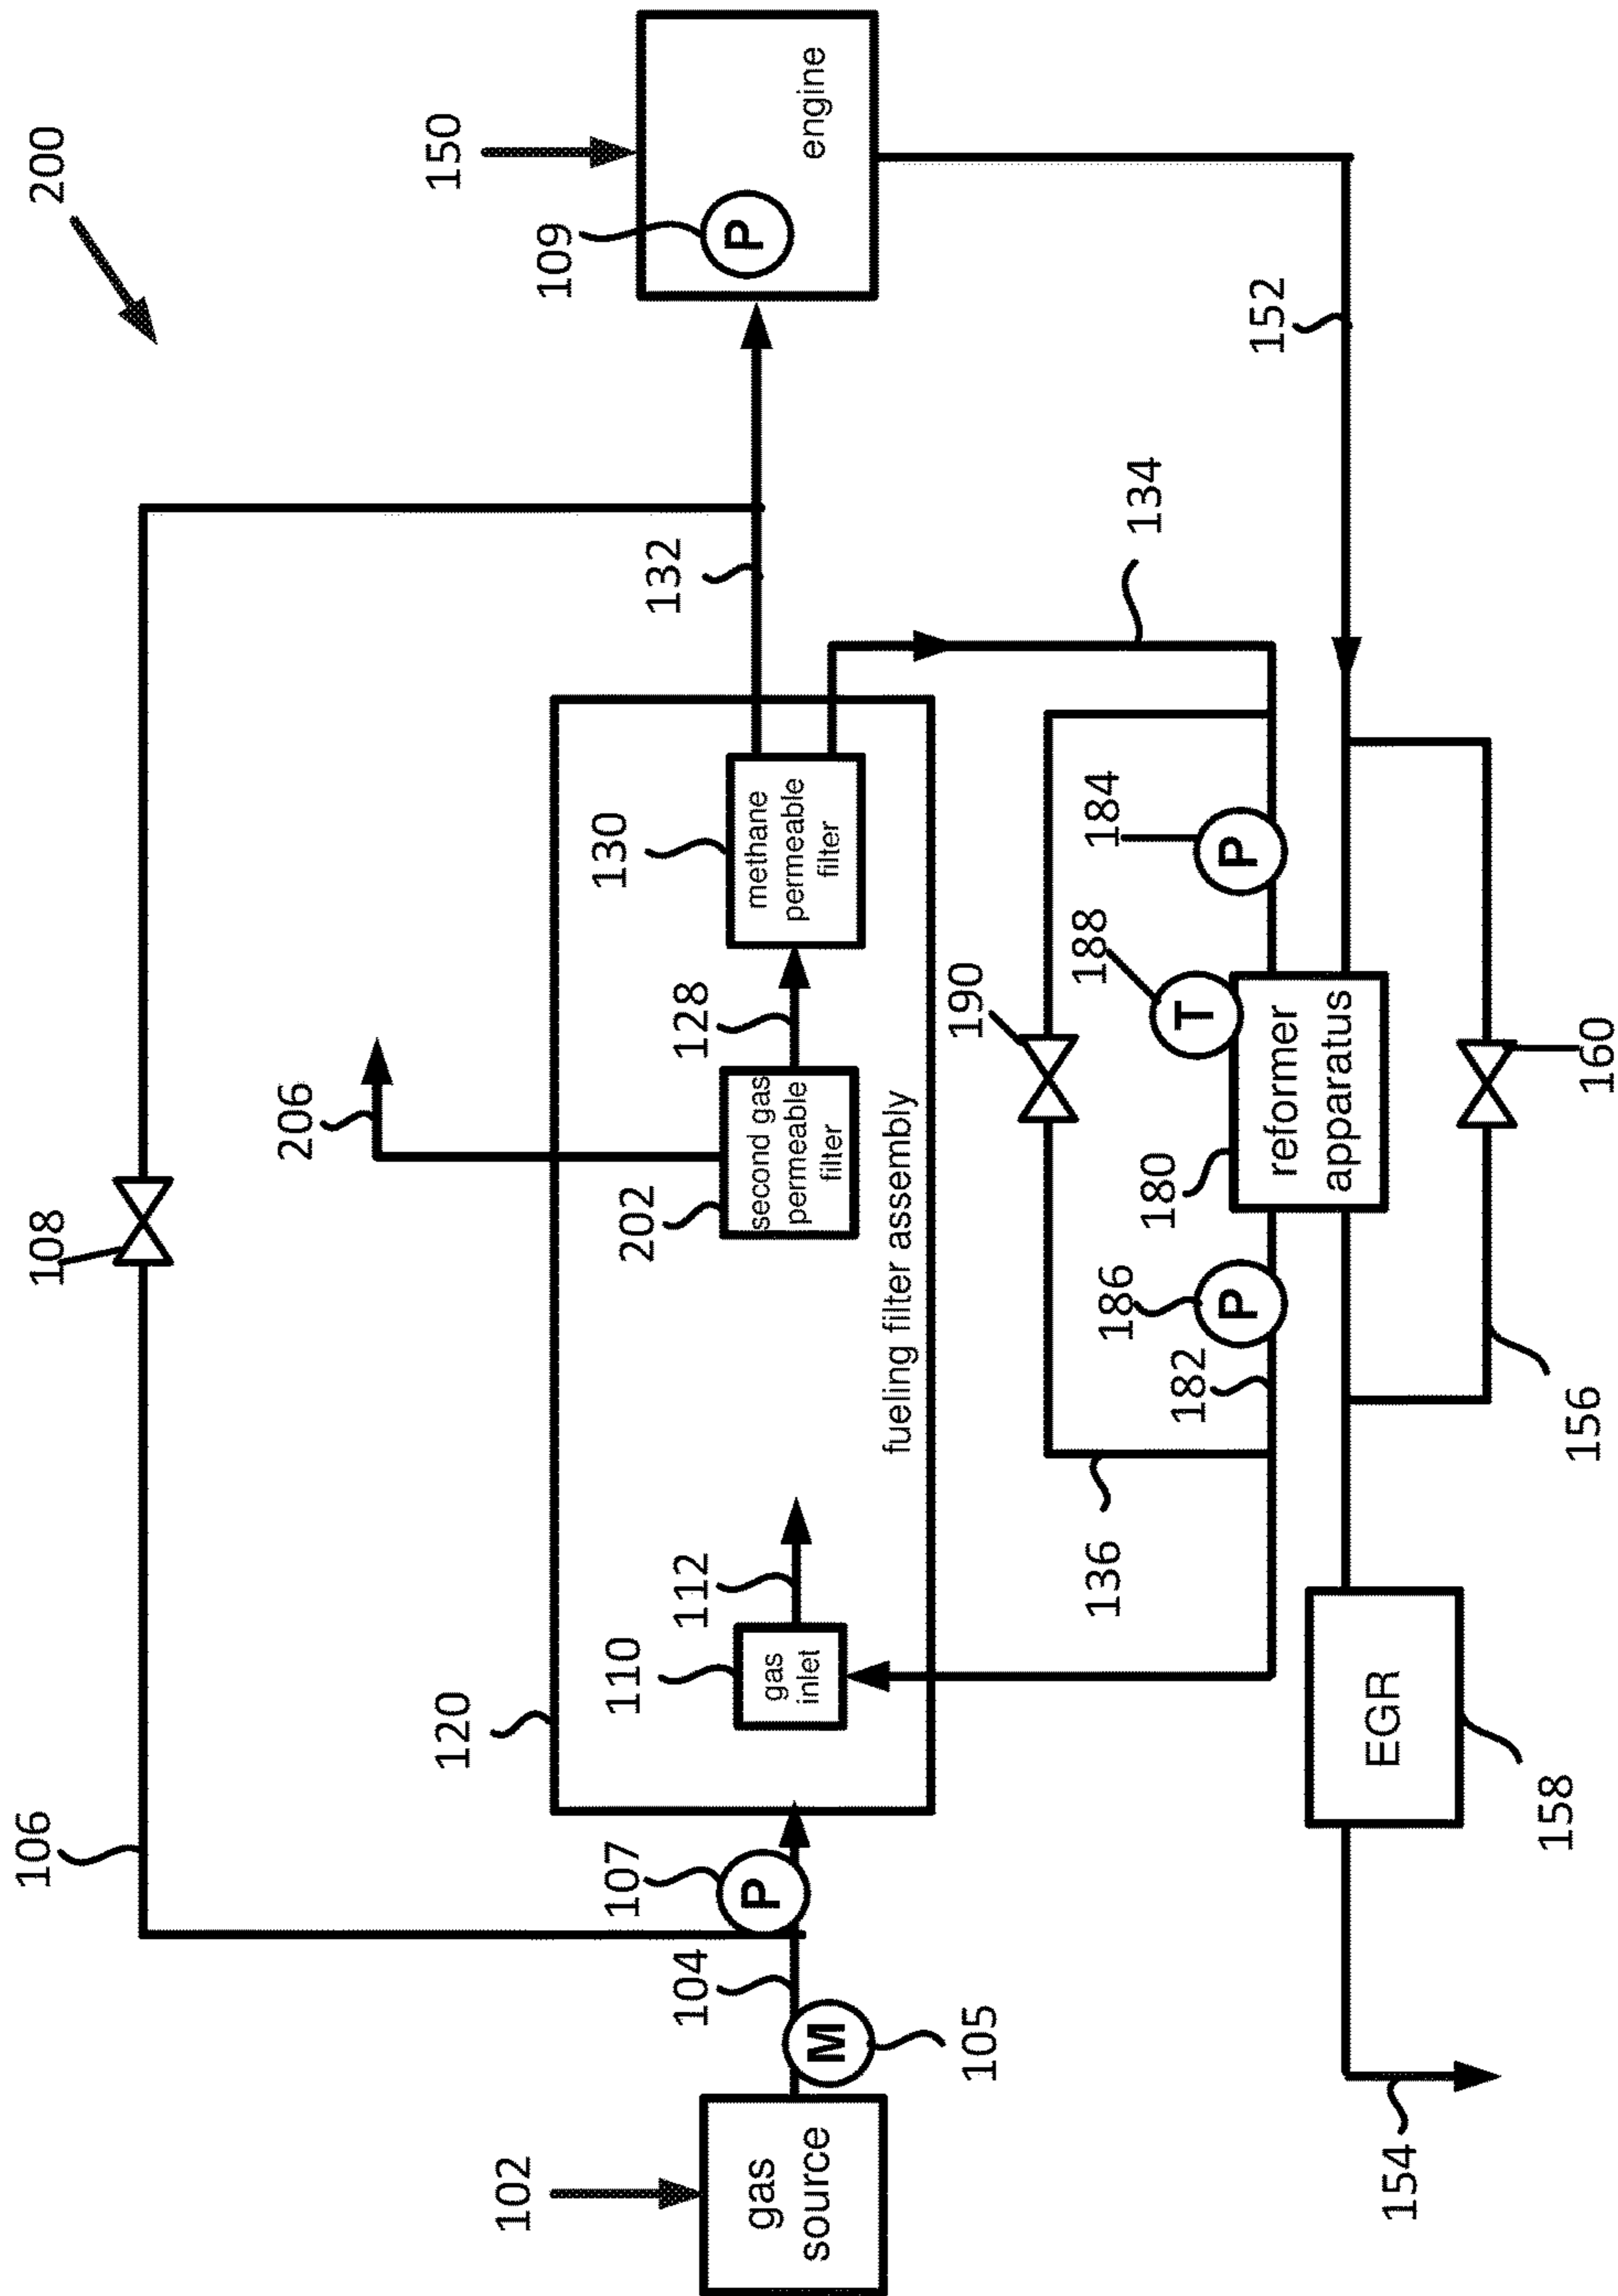 200
106
108
206
102
gas
source
104
M
105
107
P
120
110
gas
inlet
112
202
second gas
permeable
filter
128
130
methane
permeable
filter
fueling filter assembly
132
109
P
150
engine
134
136
190
182
186
P
180
188
T
reformer
apparatus
184
P
152
154
158
EGR
156
160